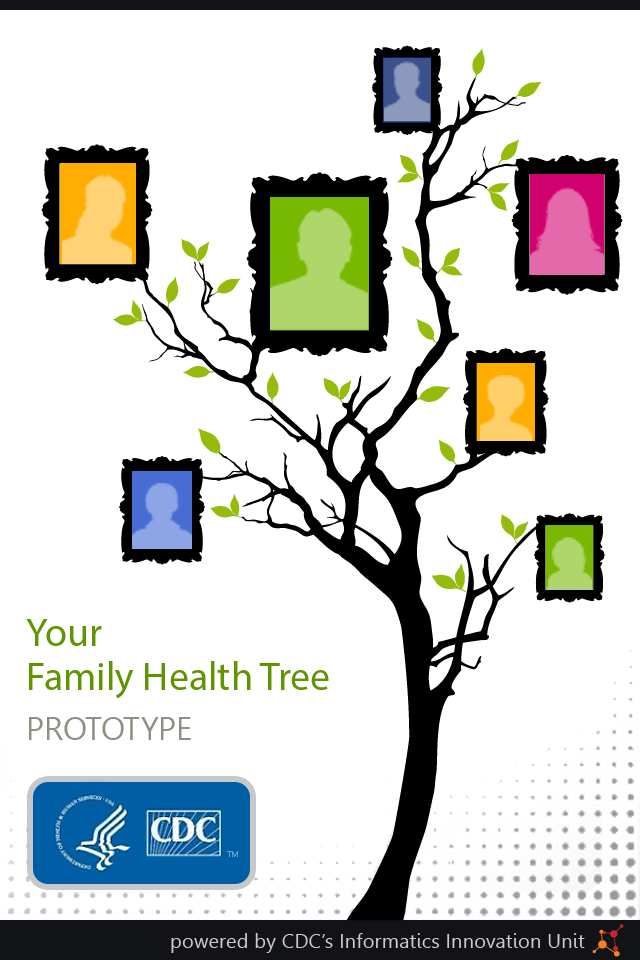 Your
Family Health Tree
PROTOTYPE
DEPARTMENT OF HEALTH & HUMAN SERVICES · USA
CDC
TM
powered by CDC's Informatics Innovation Unit